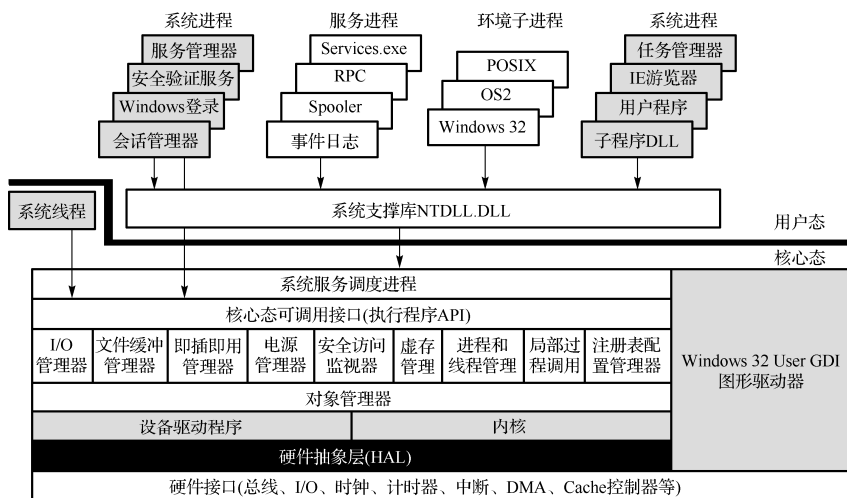 系统进程
服务进程
环境子进程
系统进程
服务管理器
安全验证服务
Windows登录
会话管理器
Services.exe
RPC
Spooler
事件日志
POSIX
OS2
Windows 32
任务管理器
IE游览器
用户程序
子程序DLL
系统线程
系统支撑库NTDLL.DLL
用户态
核心态
系统服务调度进程
核心态可调用接口(执行程序API)
I/O
管理器
文件缓冲
管理器
即插即用
管理器
电源
管理器
安全访问
监视器
虚存
管理
进程和
线程管理
局部过
程调用
注册表配
置管理器
Windows 32 User GDI
图形驱动器
对象管理器
设备驱动程序
内核
硬件抽象层(HAL)
硬件接口(总线、I/O、时钟、计时器、中断、DMA、Cache控制器等)